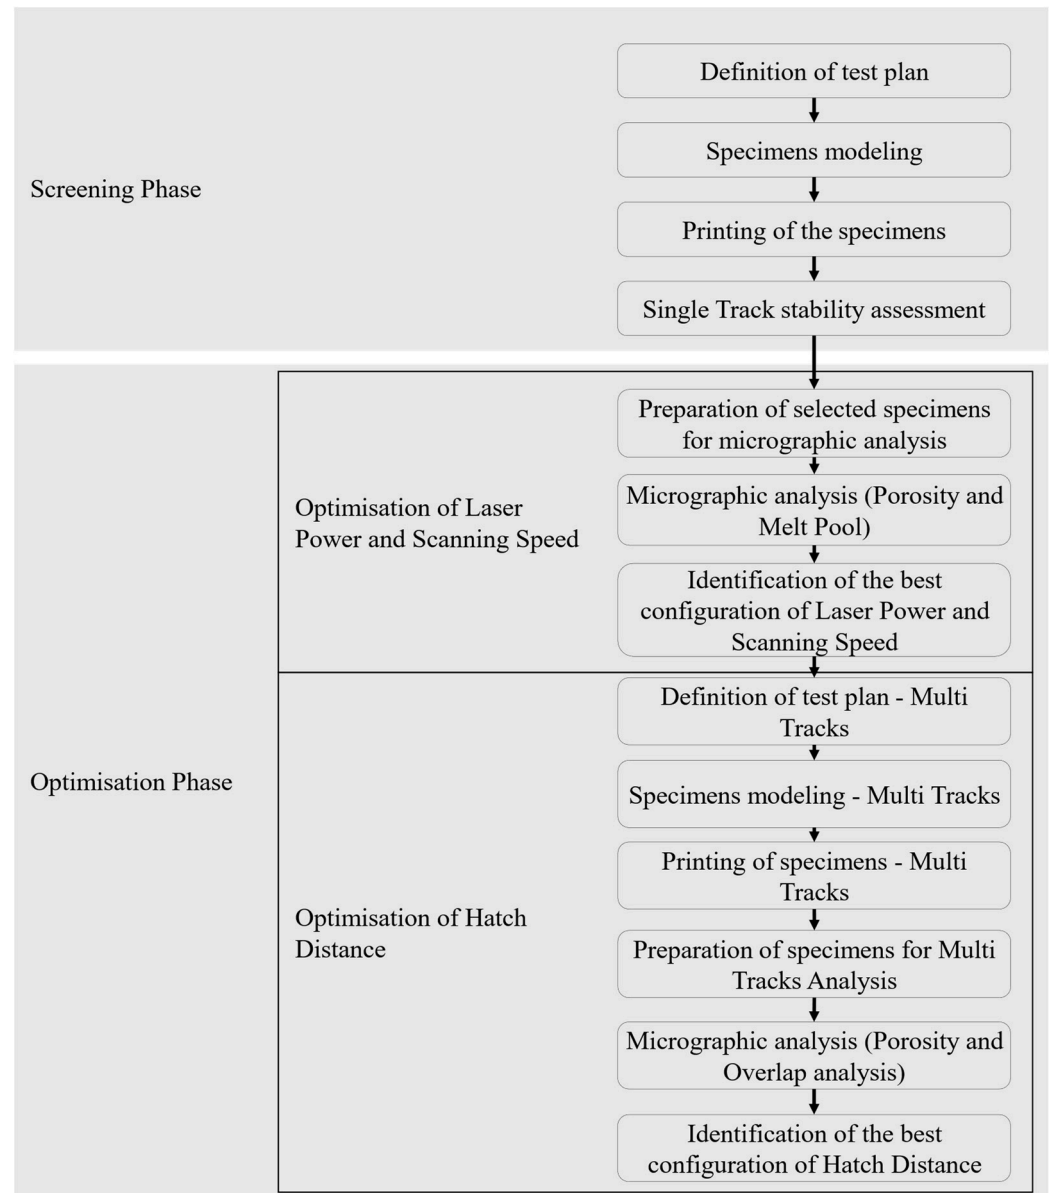 Screening Phase
Definition of test plan
Specimens modeling
Printing of the specimens
Single Track stability assessment
Optimisation Phase
Optimisation of Laser
Power and Scanning Speed
Preparation of selected specimens
for micrographic analysis
Micrographic analysis (Porosity and
Melt Pool)
Identification of the best
configuration of Laser Power and
Scanning Speed
Optimisation of Hatch
Distance
Definition of test plan - Multi
Tracks
Specimens modeling - Multi Tracks
Printing of specimens - Multi
Tracks
Preparation of specimens for Multi
Tracks Analysis
Micrographic analysis (Porosity and
Overlap analysis)
Identification of the best
configuration of Hatch Distance